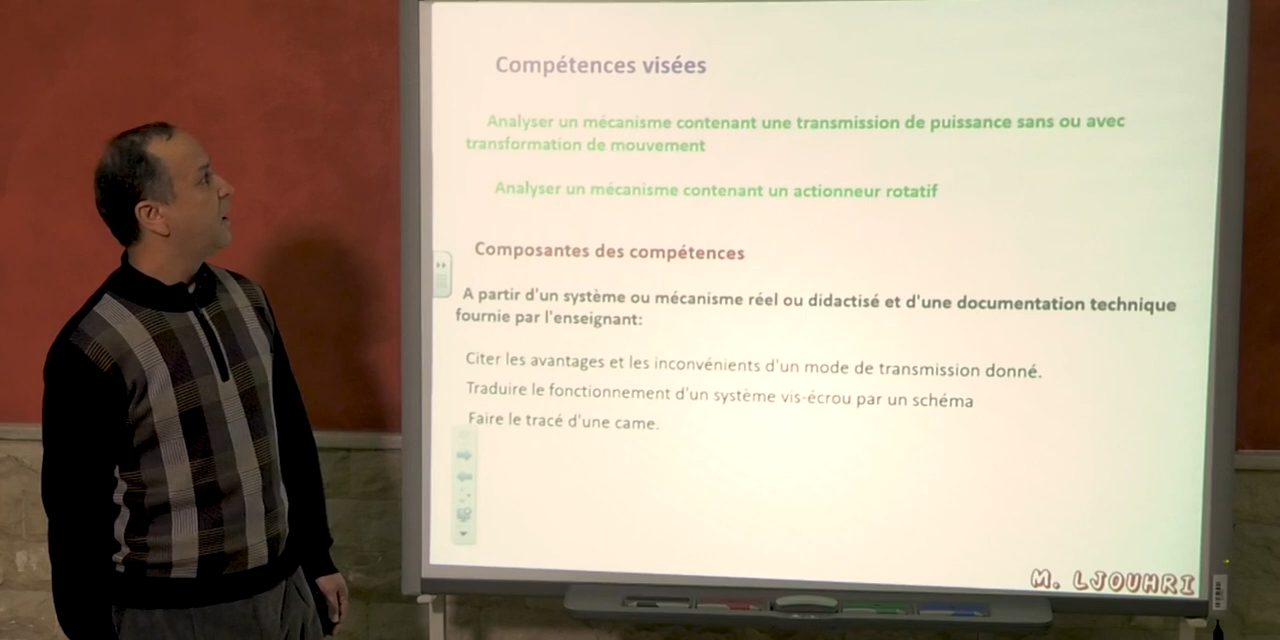 Compétences visées
Analyser un mécanisme contenant une transmission de puissance sans ou avec
transformation de mouvement
Analyser un mécanisme contenant un actionneur rotatif
Composantes des compétences
A partir d'un système ou mécanisme réel ou didactisé et d'une documentation technique
fournie par l'enseignant:
Citer les avantages et les inconvénients d'un mode de transmission donné.
Traduire le fonctionnement d'un système vis-écrou par un schéma
Faire le tracé d'une came.
M. LJOUHRI